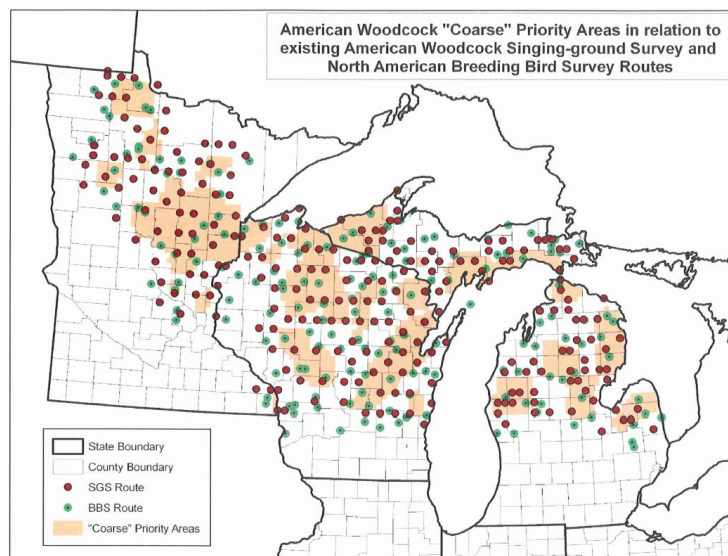 American Woodcock "Coarse" Priority Areas in relation to
existing American Woodcock Singing-ground Survey and
North American Breeding Bird Survey Routes
State Boundary
County Boundary
SGS Route
BBS Route
"Coarse" Priority Areas